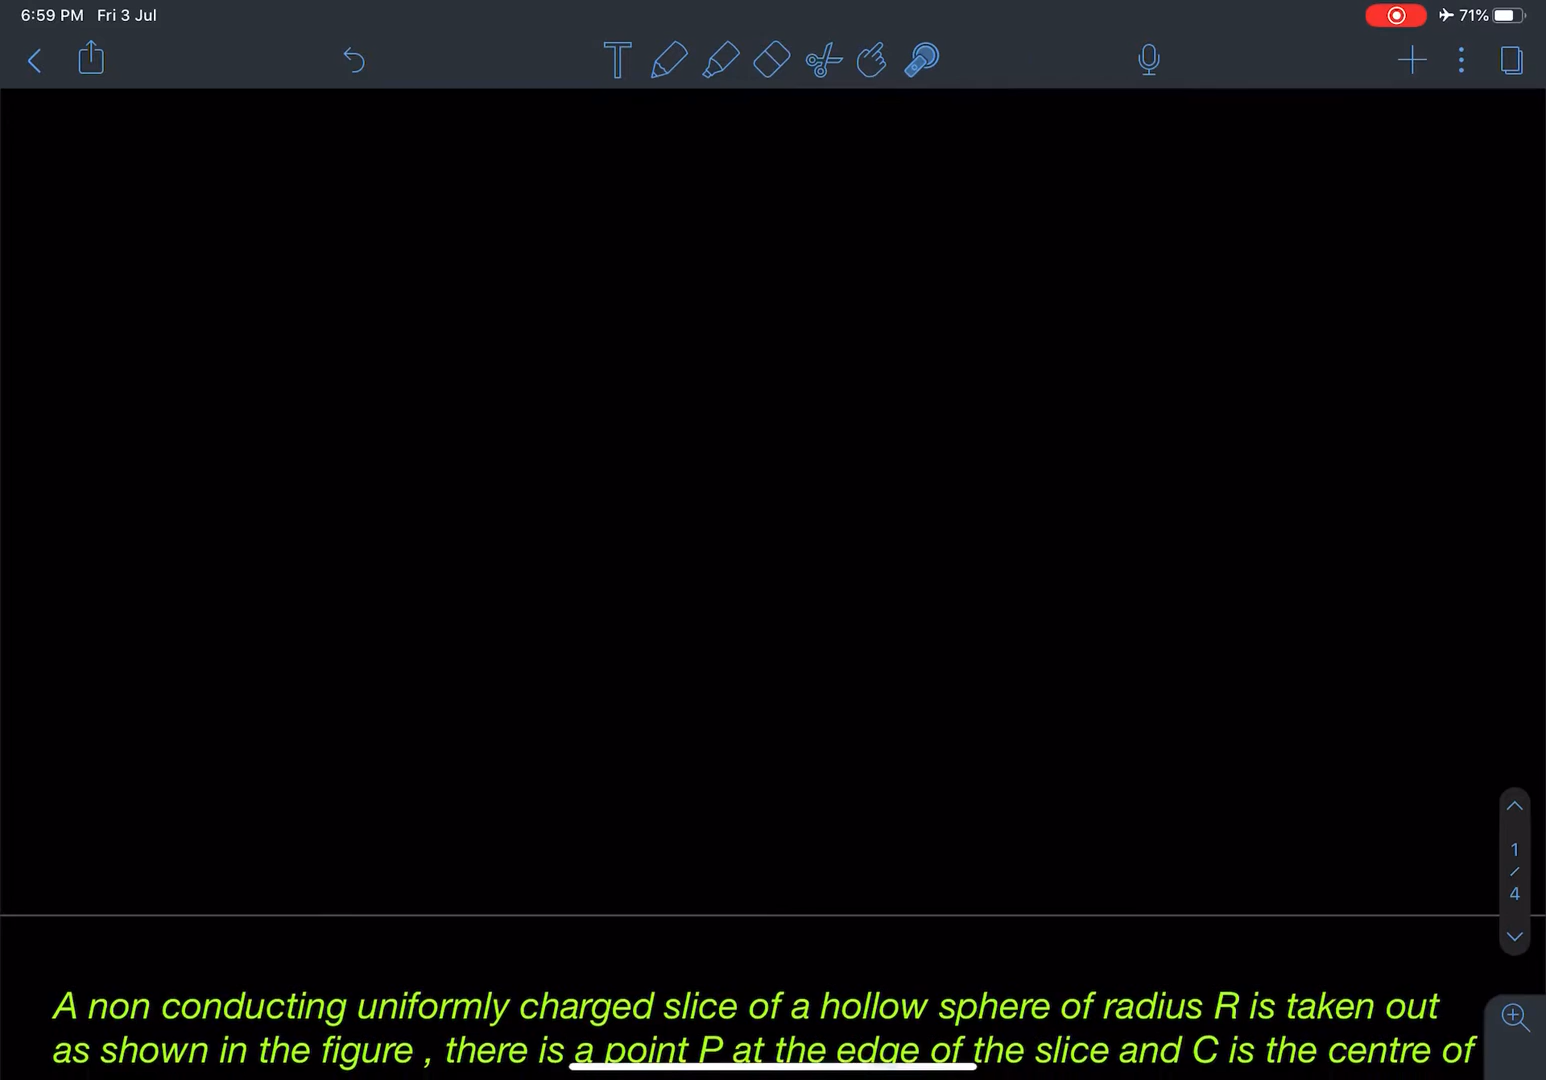 6:59 PM Fri 3 Jul
71%
1
/
4
A non conducting uniformly charged slice of a hollow sphere of radius R is taken out
as shown in the figure , there is a point P at the edge of the slice and C is the centre of